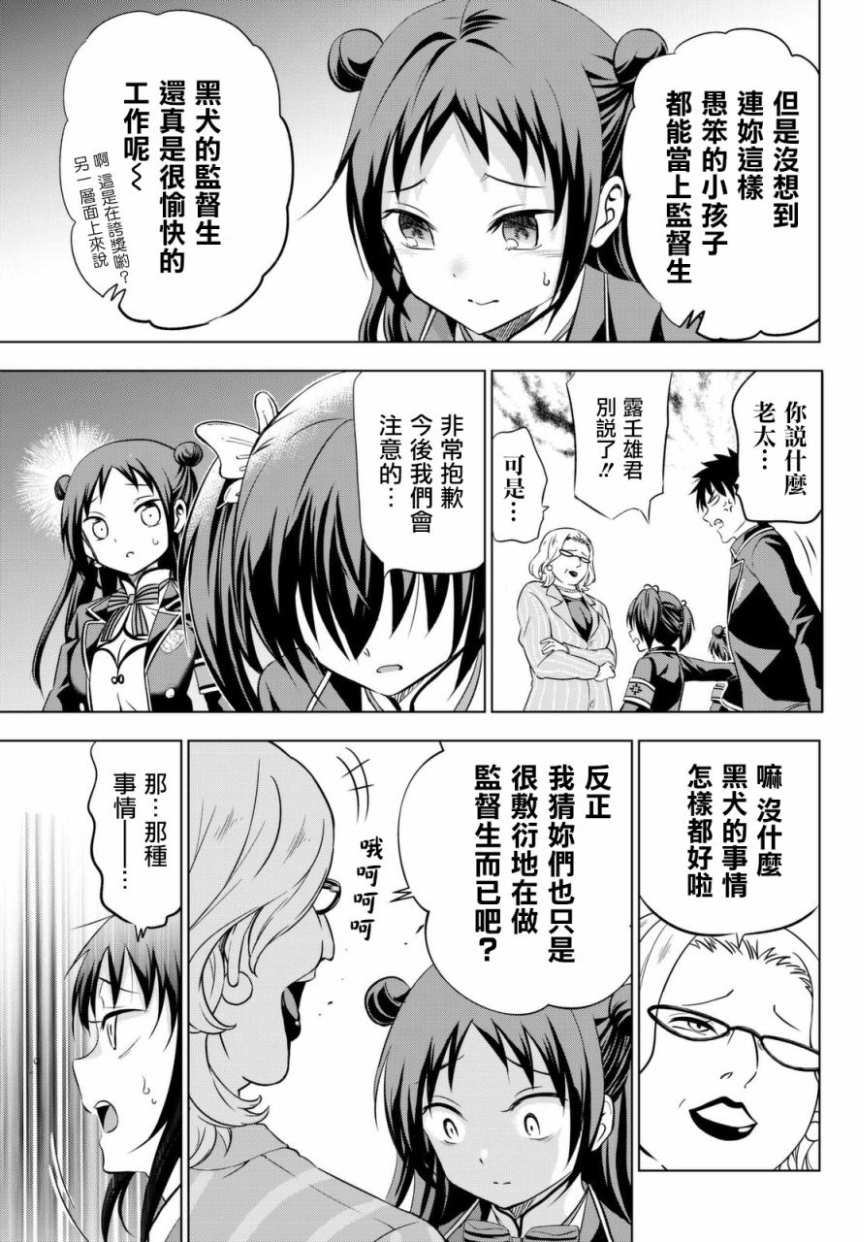 但是沒想到
連妳這樣
愚笨的小孩子
都能當上監督生
黑犬的監督生
還真是很愉快的
工作呢～
啊 這是在誇獎喲?
另一層面上來說
你說什麼
老太…
露壬雄君
別說了!!
可是…
非常抱歉
今後我們會
注意的…
嘛 沒什麼
黑犬的事情
怎樣都好啦
反正
我猜妳們也只是
很敷衍地在做
監督生而已吧?
哦呵呵呵
那…那種
事情——…